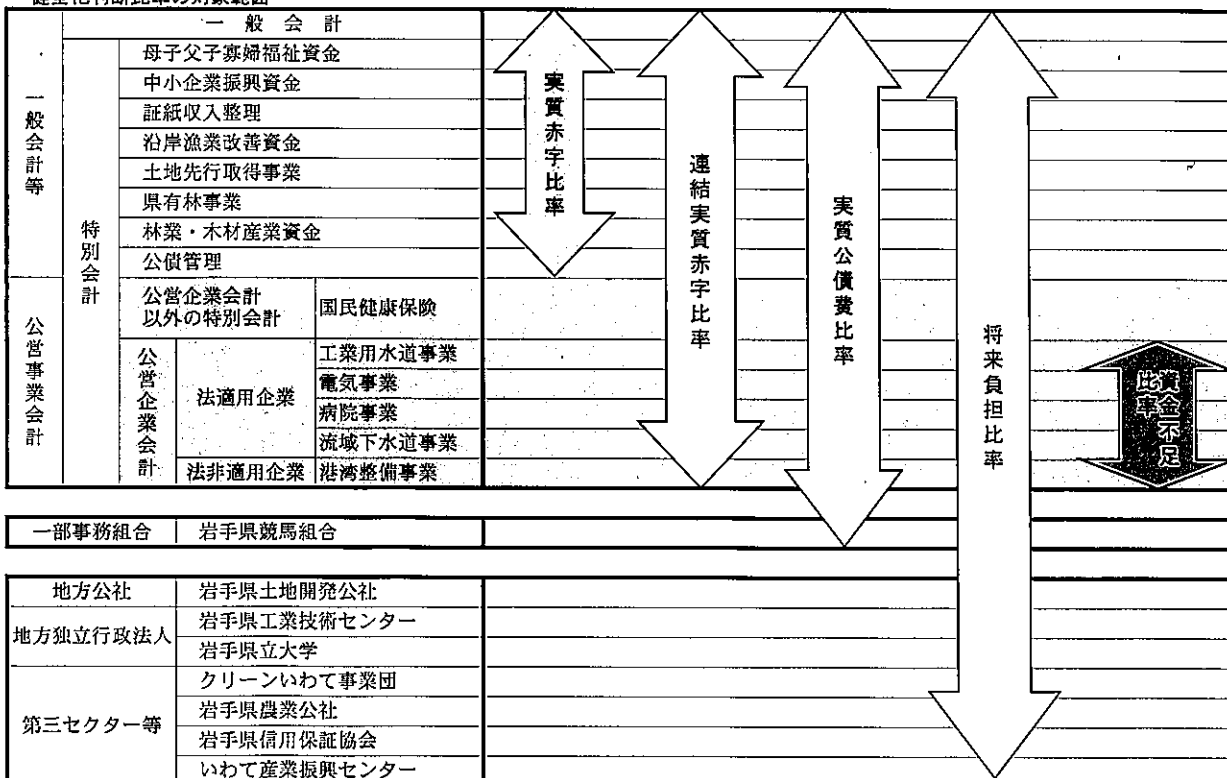 健全化判断比率の対象範囲
一般会計
一般会計等
特別会計
母子父子寡婦福祉資金
中小企業振興資金
証紙収入整理
沿岸漁業改善資金
土地先行取得事業
県有林事業
林業・木材産業資金
公債管理
公営事業会計
公営企業会計
以外の特別会計
国民健康保険
公営企業会計
法適用企業
工業用水道事業
電気事業
病院事業
流域下水道事業
法非適用企業
港湾整備事業
実質赤字比率
連結実質赤字比率
実質公債費比率
将来負担比率
資金不足
比率
一部事務組合
岩手県競馬組合
地方公社
岩手県土地開発公社
地方独立行政法人
岩手県工業技術センター
岩手県立大学
第三セクター等
クリーンいわて事業団
岩手県農業公社
岩手県信用保証協会
いわて産業振興センター